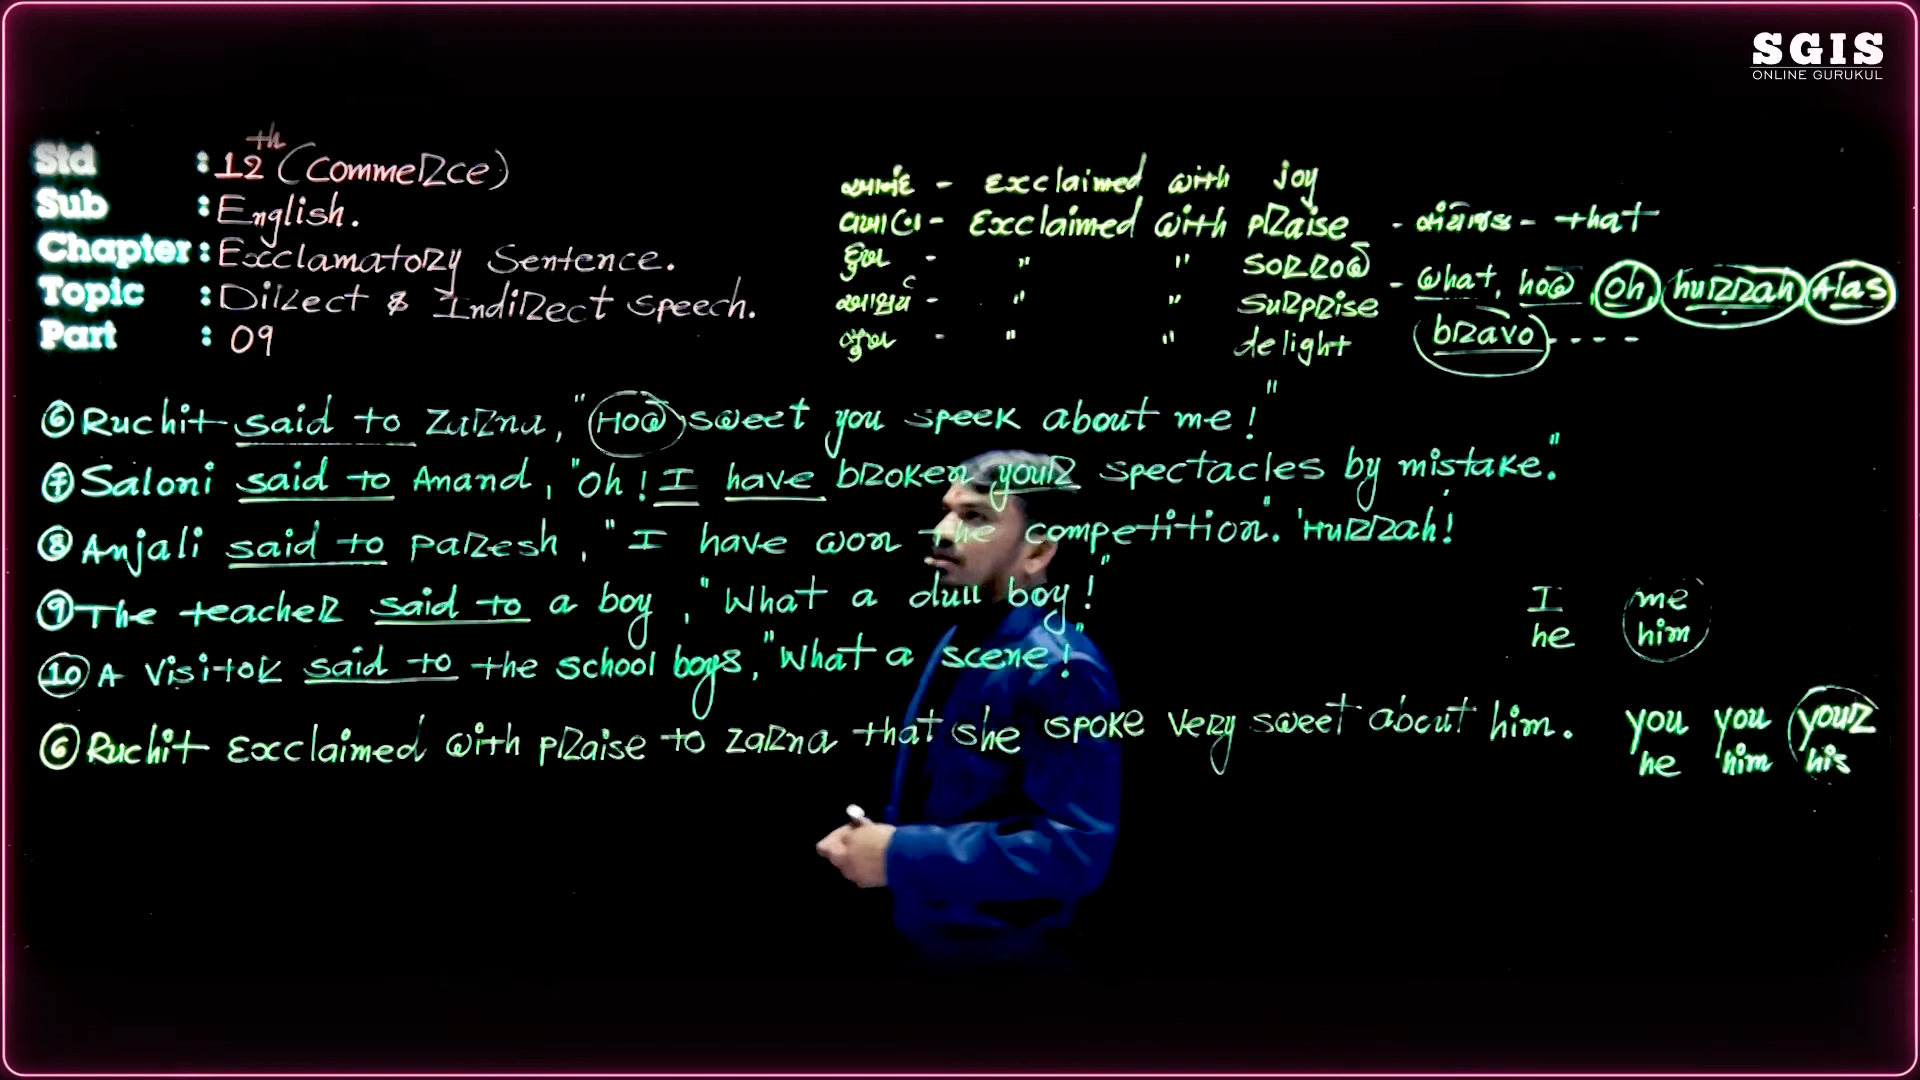 SGIS
ONLINE GURUKUL
Std : 12th (Commerce)
Sub : English.
Chapter : Exclamatory Sentence.
Topic : Direct & Indirect speech.
Part : 09
આનંદ - Exclaimed with joy
વખાણ - Exclaimed with praise - સંયોજક - that
દુઃખ - " " sorrow - what, how, oh, hurrah, Alas
આશ્ચર્ય - " " surprise
ખુશ - " " delight bravo - - - -
⑥ Ruchit said to Zarna, "How sweet you speek about me!"
⑦ Saloni said to Anand, "Oh! I have broken your spectacles by mistake."
⑧ Anjali said to Paresh, "I have won the competition". 'Hurrah!
⑨ The teacher said to a boy, "What a dull boy!"
⑩ A visitor said to the school boys, "What a scene!"
I me
he him
⑥ Ruchit Exclaimed with praise to Zarna that she spoke very sweet about him.
you you your
he him his